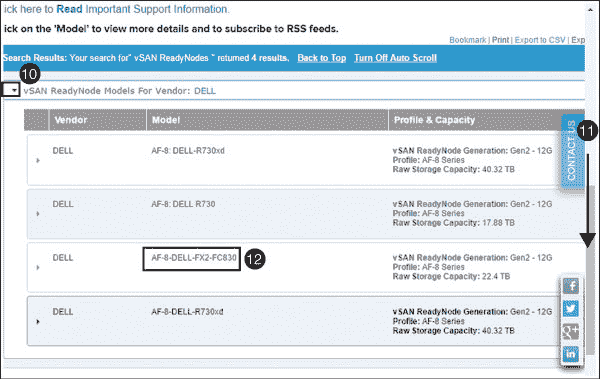 ick here to Read Important Support Information.
ick on the 'Model' to view more details and to subscribe to RSS feeds.
Bookmark | Print | Export to CSV | Exp
Search Results: Your search for" vSAN ReadyNodes " returned 4 results. Back to Top Turn Off Auto Scroll
10
vSAN ReadyNode Models For Vendor: DELL
Vendor Model Profile & Capacity
CONTACT US
11
DELL AF-8: DELL-R730xd vSAN ReadyNode Generation: Gen2 - 12G
Profile: AF-8 Series
Raw Storage Capacity: 40.32 TB
DELL AF-8: DELL R730 vSAN ReadyNode Generation: Gen2 - 12G
Profile: AF-8 Series
Raw Storage Capacity: 17.88 TB
DELL AF-8-DELL-FX2-FC830 12 vSAN ReadyNode Generation: Gen2 - 12G
Profile: AF-8 Series
Raw Storage Capacity: 22.4 TB
DELL AF-8-DELL-R730xd vSAN ReadyNode Generation: Gen2 - 12G
Profile: AF-8 Series
Raw Storage Capacity: 40.32 TB
f
g+
in